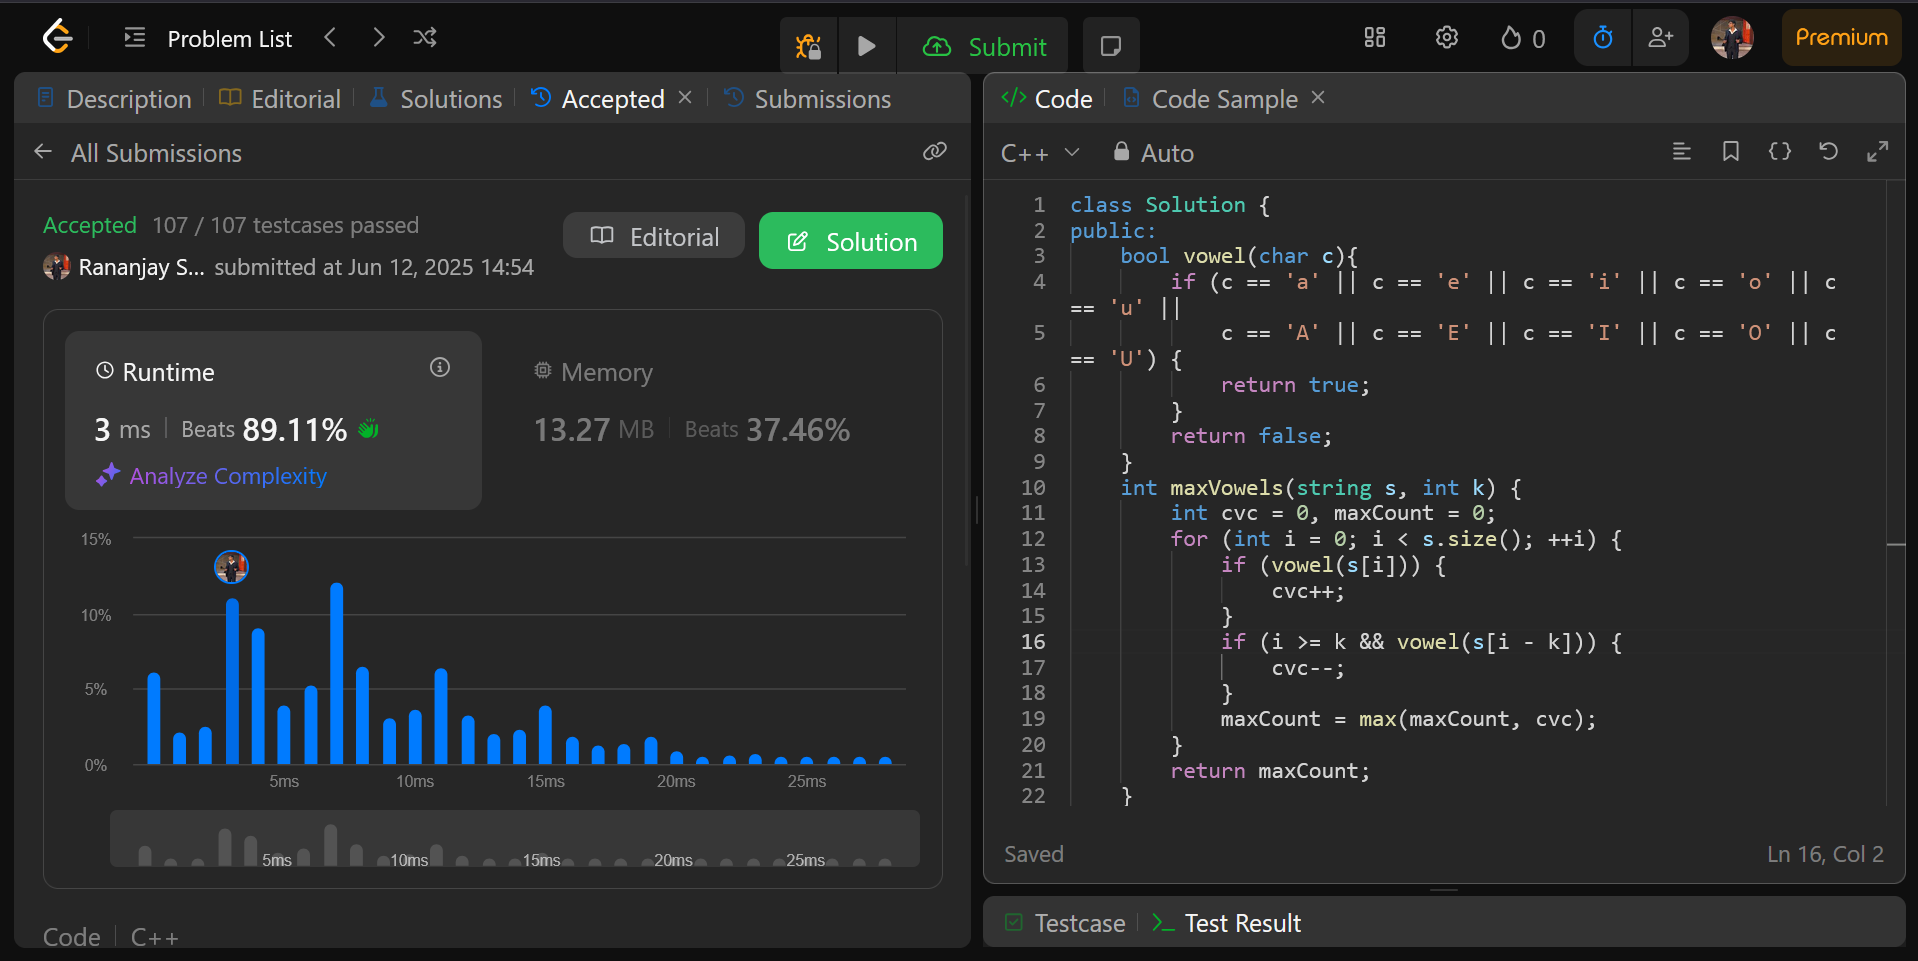 Problem List
Submit
0
Premium
Description
Editorial
Solutions
Accepted
Submissions
All Submissions
Accepted 107 / 107 testcases passed
Rananjay S... submitted at Jun 12, 2025 14:54
Editorial
Solution
Runtime
3 ms Beats 89.11%
Analyze Complexity
Memory
13.27 MB Beats 37.46%
15%
10%
5%
0%
5ms 10ms 15ms 20ms 25ms
5ms 10ms 15ms 20ms 25ms
Code C++
</> Code
Code Sample
C++ Auto
1 class Solution {
2 public:
3     bool vowel(char c){
4         if (c == 'a' || c == 'e' || c == 'i' || c == 'o' || c
== 'u' ||
5             c == 'A' || c == 'E' || c == 'I' || c == 'O' || c
== 'U') {
6             return true;
7         }
8         return false;
9     }
10     int maxVowels(string s, int k) {
11         int cvc = 0, maxCount = 0;
12         for (int i = 0; i < s.size(); ++i) {
13             if (vowel(s[i])) {
14                 cvc++;
15             }
16             if (i >= k && vowel(s[i - k])) {
17                 cvc--;
18             }
19             maxCount = max(maxCount, cvc);
20         }
21         return maxCount;
22     }
Saved
Ln 16, Col 2
Testcase
Test Result